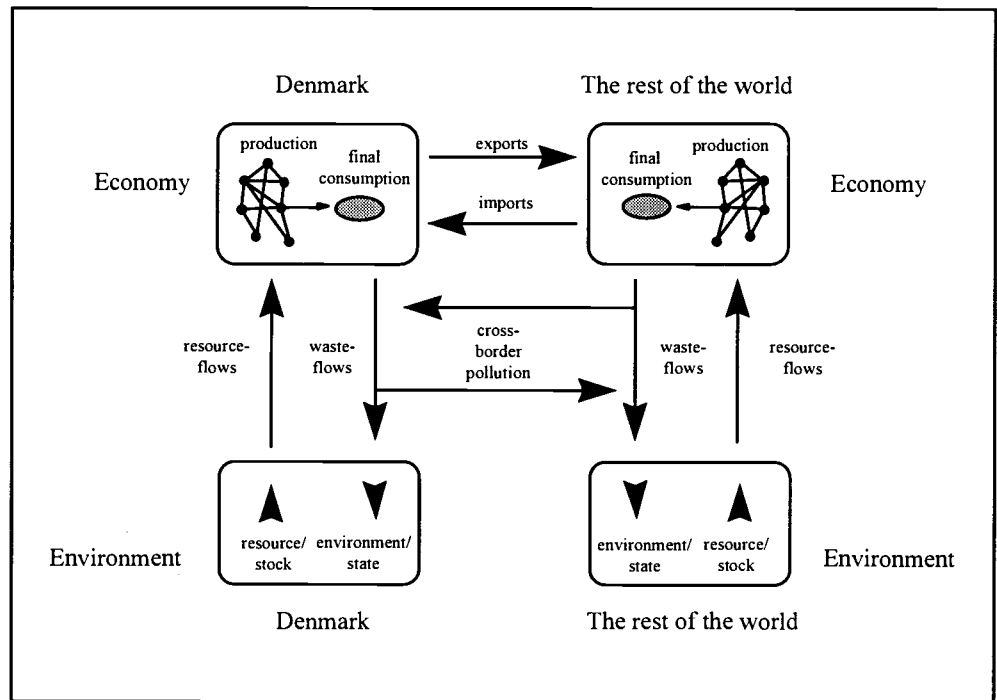 Denmark
The rest of the world
Economy
production
final
consumption
exports
imports
final
consumption
production
Economy
resource-
flows
waste-
flows
cross-
border
pollution
waste-
flows
resource-
flows
Environment
resource/
stock
environment/
state
environment/
state
resource/
stock
Environment
Denmark
The rest of the world